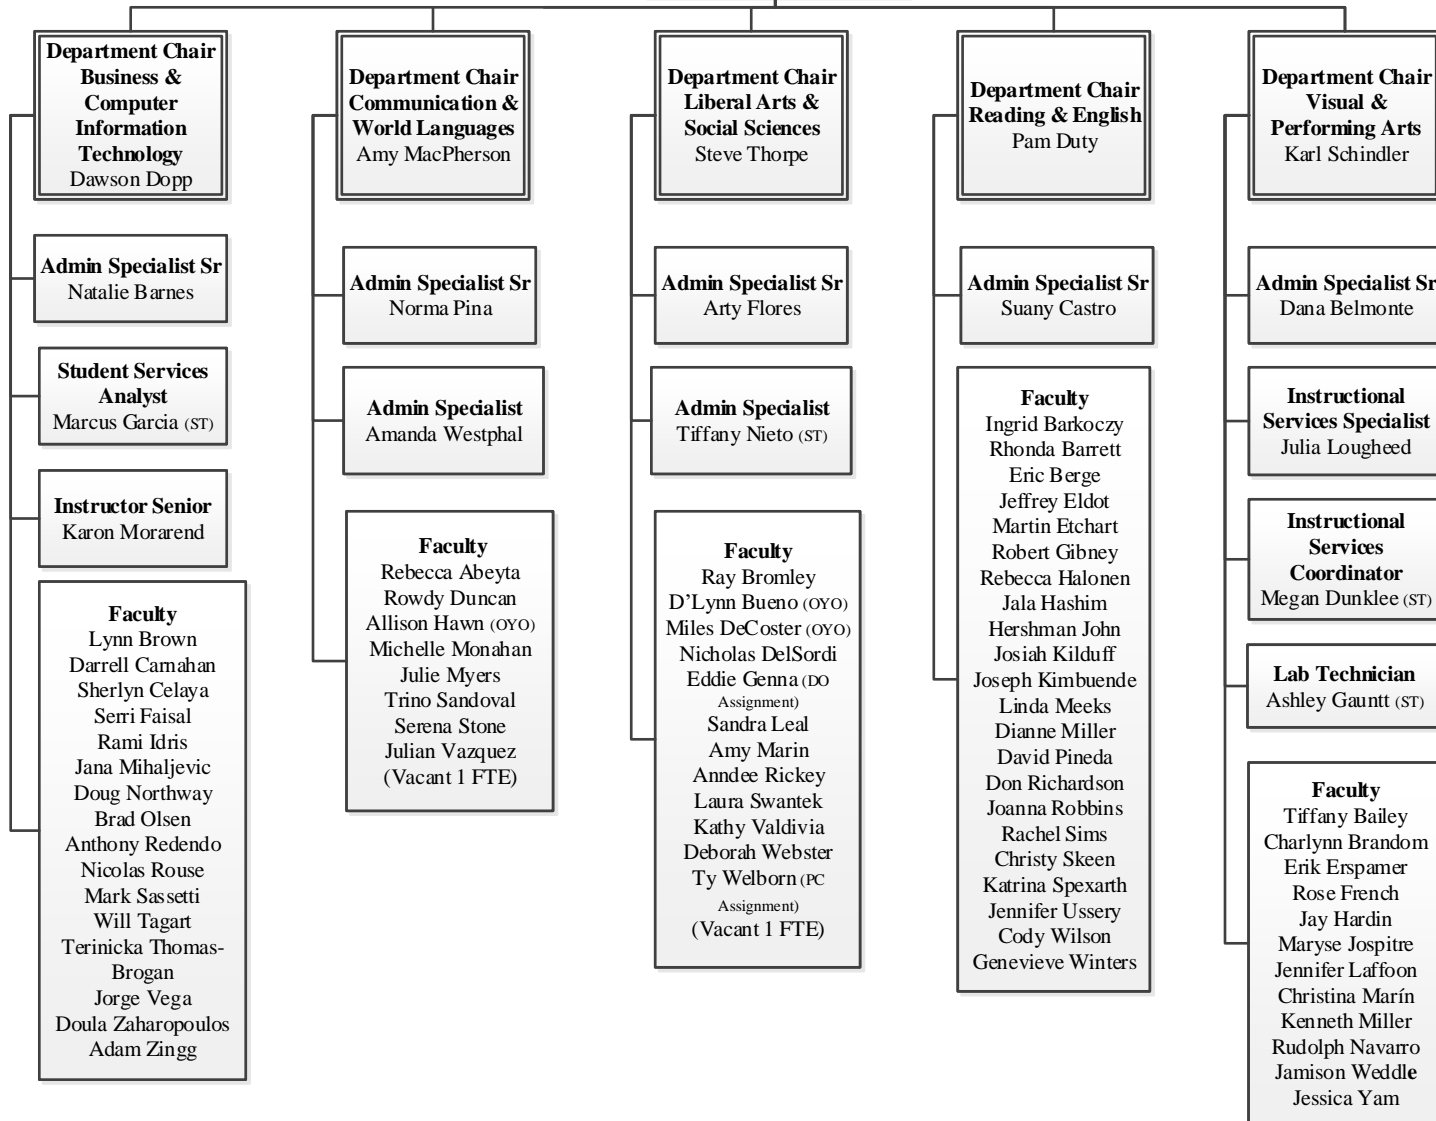 Department Chair
Business &
Computer
Information
Technology
Dawson Dopp
Admin Specialist Sr
Natalie Barnes
Student Services
Analyst
Marcus Garcia (ST)
Instructor Senior
Karon Morarend
Faculty
Lynn Brown
Darrell Carnahan
Sherlyn Celaya
Serri Faisal
Rami Idris
Jana Mihaljevic
Doug Northway
Brad Olsen
Anthony Redendo
Nicolas Rouse
Mark Sassetti
Will Tagart
Terinicka Thomas-
Brogan
Jorge Vega
Doula Zaharopoulos
Adam Zingg
Department Chair
Communication &
World Languages
Amy MacPherson
Admin Specialist Sr
Norma Pina
Admin Specialist
Amanda Westphal
Faculty
Rebecca Abeyta
Rowdy Duncan
Allison Hawn (OYO)
Michelle Monahan
Julie Myers
Trino Sandoval
Serena Stone
Julian Vazquez
(Vacant 1 FTE)
Department Chair
Liberal Arts &
Social Sciences
Steve Thorpe
Admin Specialist Sr
Arty Flores
Admin Specialist
Tiffany Nieto (ST)
Faculty
Ray Bromley
D’Lynn Bueno (OYO)
Miles DeCoster (OYO)
Nicholas DelSordi
Eddie Genna (DO
Assignment)
Sandra Leal
Amy Marin
Anndee Rickey
Laura Swantek
Kathy Valdivia
Deborah Webster
Ty Welborn (PC
Assignment)
(Vacant 1 FTE)
Department Chair
Reading & English
Pam Duty
Admin Specialist Sr
Suany Castro
Faculty
Ingrid Barkoczy
Rhonda Barrett
Eric Berge
Jeffrey Eldot
Martin Etchart
Robert Gibney
Rebecca Halonen
Jala Hashim
Hershman John
Josiah Kilduff
Joseph Kimbuende
Linda Meeks
Dianne Miller
David Pineda
Don Richardson
Joanna Robbins
Rachel Sims
Christy Skeen
Katrina Spexarth
Jennifer Ussery
Cody Wilson
Genevieve Winters
Department Chair
Visual &
Performing Arts
Karl Schindler
Admin Specialist Sr
Dana Belmonte
Instructional
Services Specialist
Julia Lougheed
Instructional
Services
Coordinator
Megan Dunklee (ST)
Lab Technician
Ashley Gauntt (ST)
Faculty
Tiffany Bailey
Charlynn Brandom
Erik Erspamer
Rose French
Jay Hardin
Maryse Jospitre
Jennifer Laffoon
Christina Marín
Kenneth Miller
Rudolph Navarro
Jamison Weddle
Jessica Yam